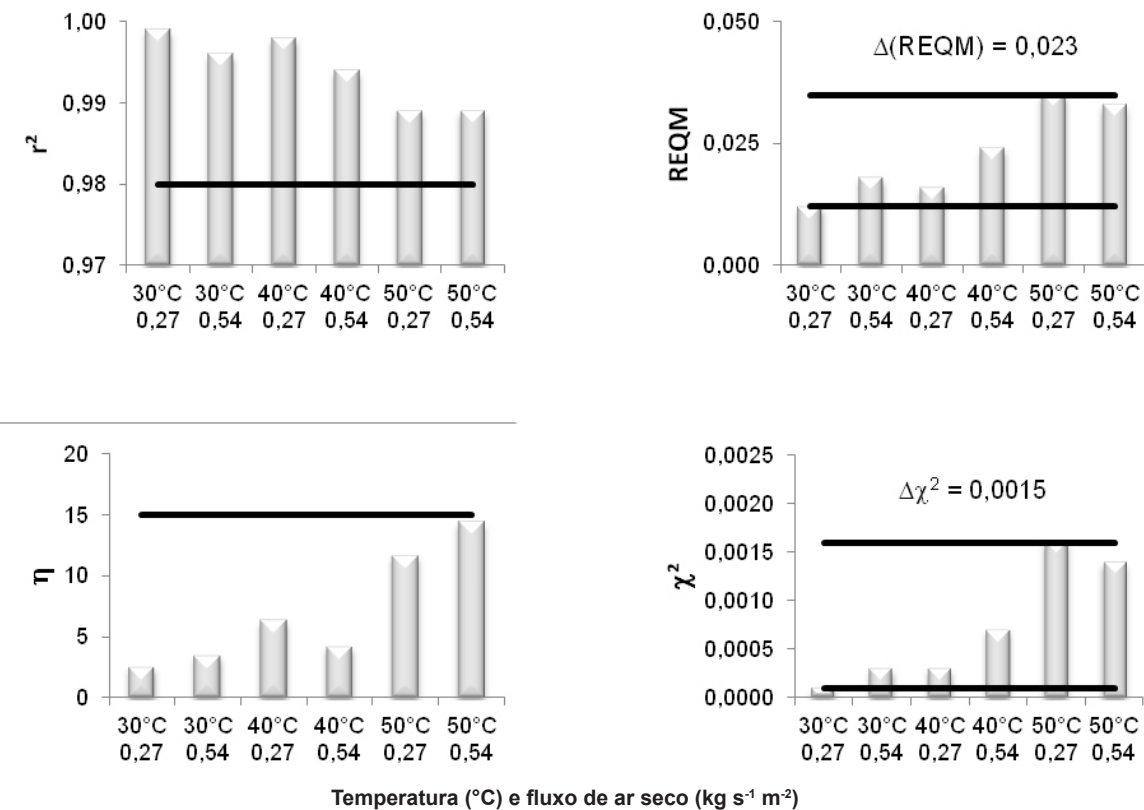 1,00
0,99
0,98
0,97
r²
30°C 30°C 40°C 40°C 50°C 50°C
0,27 0,54 0,27 0,54 0,27 0,54
0,050
0,025
0,000
REQM
Δ(REQM) = 0,023
30°C 30°C 40°C 40°C 50°C 50°C
0,27 0,54 0,27 0,54 0,27 0,54
20
15
10
5
0
η
30°C 30°C 40°C 40°C 50°C 50°C
0,27 0,54 0,27 0,54 0,27 0,54
0,0025
0,0020
0,0015
0,0010
0,0005
0,0000
χ²
Δχ² = 0,0015
30°C 30°C 40°C 40°C 50°C 50°C
0,27 0,54 0,27 0,54 0,27 0,54
Temperatura (°C) e fluxo de ar seco (kg s⁻¹ m⁻²)